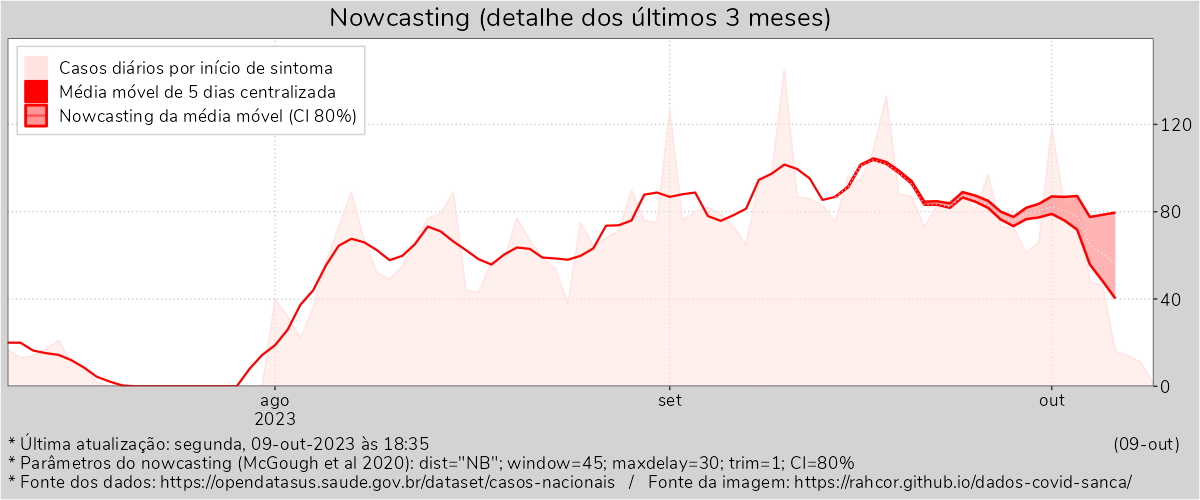 Nowcasting (detalhe dos últimos 3 meses)
Casos diários por início de sintoma
Média móvel de 5 dias centralizada
Nowcasting da média móvel (CI 80%)
120
80
40
0
ago
2023
set
out
* Última atualização: segunda, 09-out-2023 às 18:35
(09-out)
* Parâmetros do nowcasting (McGough et al 2020): dist="NB"; window=45; maxdelay=30; trim=1; CI=80%
* Fonte dos dados: https://opendatasus.saude.gov.br/dataset/casos-nacionais / Fonte da imagem: https://rahcor.github.io/dados-covid-sanca/